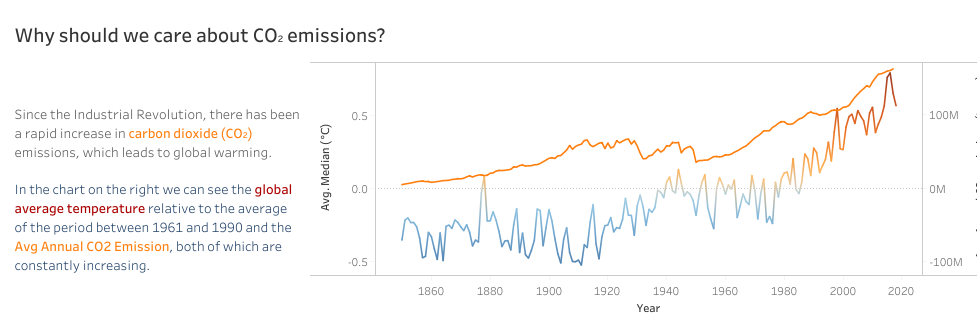 Why should we care about CO₂ emissions?
Since the Industrial Revolution, there has been
a rapid increase in carbon dioxide (CO₂)
emissions, which leads to global warming.
In the chart on the right we can see the global
average temperature relative to the average
of the period between 1961 and 1990 and the
Avg Annual CO2 Emission, both of which are
constantly increasing.
Avg. Median (°C)
0.5
0.0
-0.5
100M
0M
-100M
1860 1880 1900 1920 1940 1960 1980 2000 2020
Year